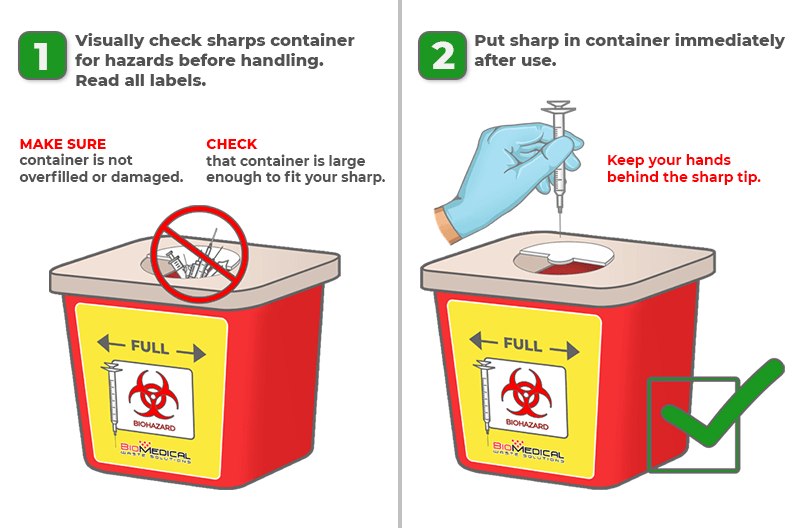 1
Visually check sharps container
for hazards before handling.
Read all labels.
MAKE SURE
container is not
overfilled or damaged.
CHECK
that container is large
enough to fit your sharp.
FULL
BIOHAZARD
BIOMEDICAL
WASTE SOLUTIONS
2
Put sharp in container immediately
after use.
Keep your hands
behind the sharp tip.
FULL
BIOHAZARD
BIOMEDICAL
WASTE SOLUTIONS